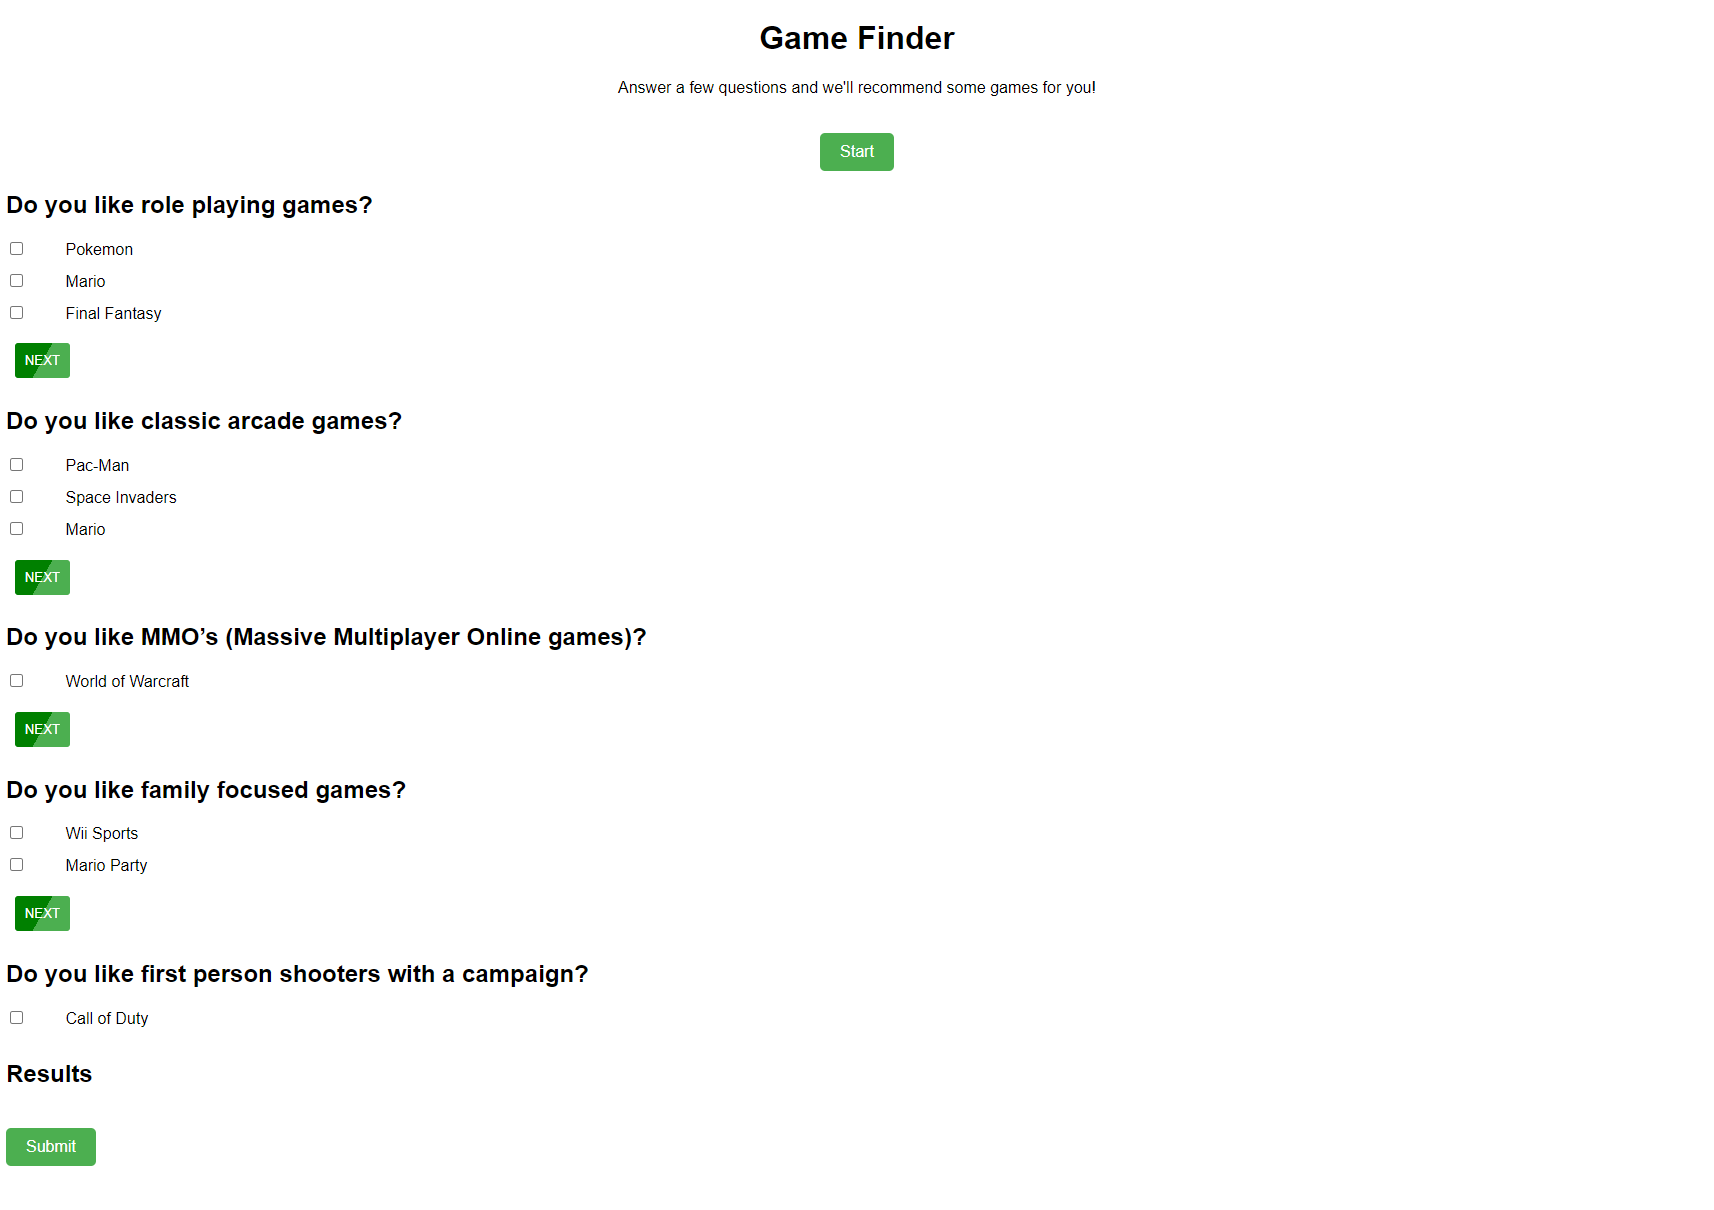 Game Finder
Answer a few questions and we'll recommend some games for you!
Start
Do you like role playing games?
Pokemon
Mario
Final Fantasy
NEXT
Do you like classic arcade games?
Pac-Man
Space Invaders
Mario
NEXT
Do you like MMO’s (Massive Multiplayer Online games)?
World of Warcraft
NEXT
Do you like family focused games?
Wii Sports
Mario Party
NEXT
Do you like first person shooters with a campaign?
Call of Duty
Results
Submit